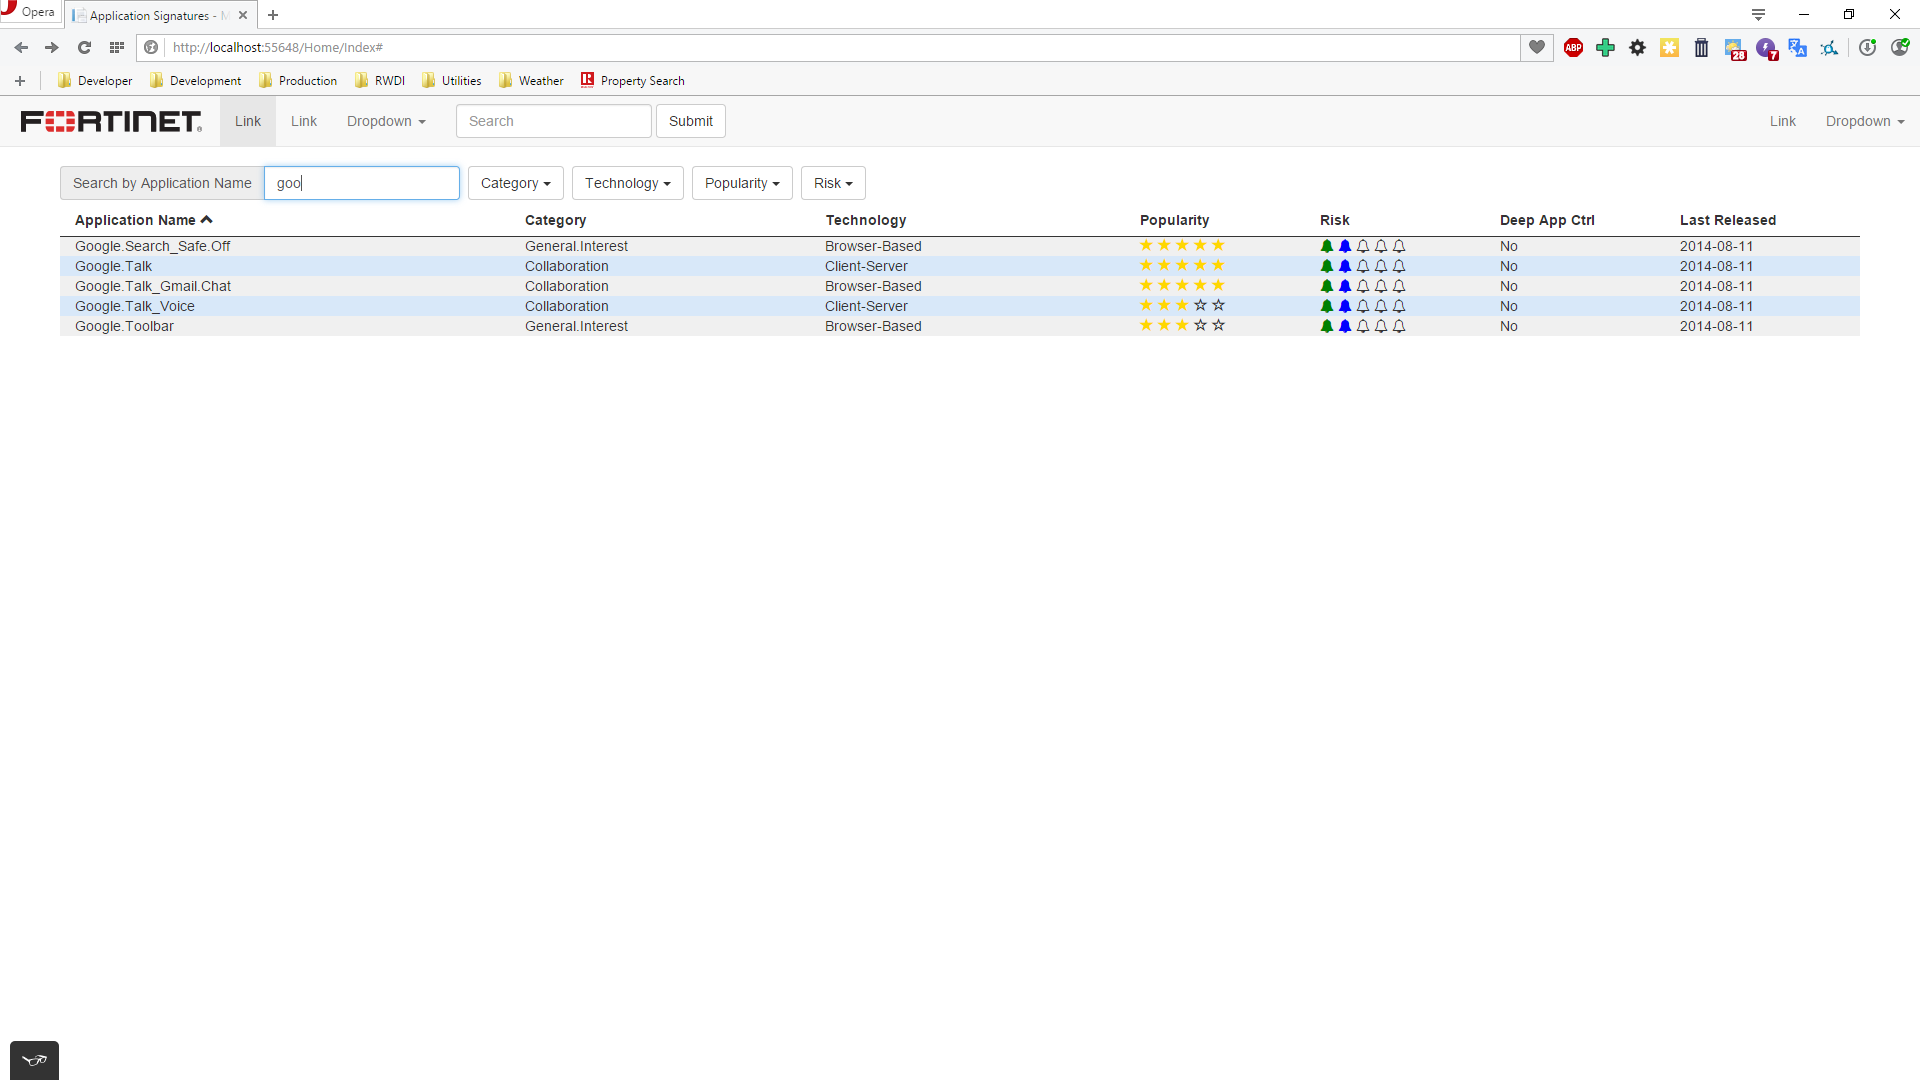 Opera
Application Signatures -
http://localhost:55648/Home/Index#
ABP
28
7
Developer Development Production RWDI Utilities Weather Property Search
FORTINET Link Link Dropdown Search Submit Link Dropdown
Search by Application Name goo Category Technology Popularity Risk
Application Name Category Technology Popularity Risk Deep App Ctrl Last Released
Google.Search_Safe.Off General.Interest Browser-Based No 2014-08-11
Google.Talk Collaboration Client-Server No 2014-08-11
Google.Talk_Gmail.Chat Collaboration Browser-Based No 2014-08-11
Google.Talk_Voice Collaboration Client-Server No 2014-08-11
Google.Toolbar General.Interest Browser-Based No 2014-08-11